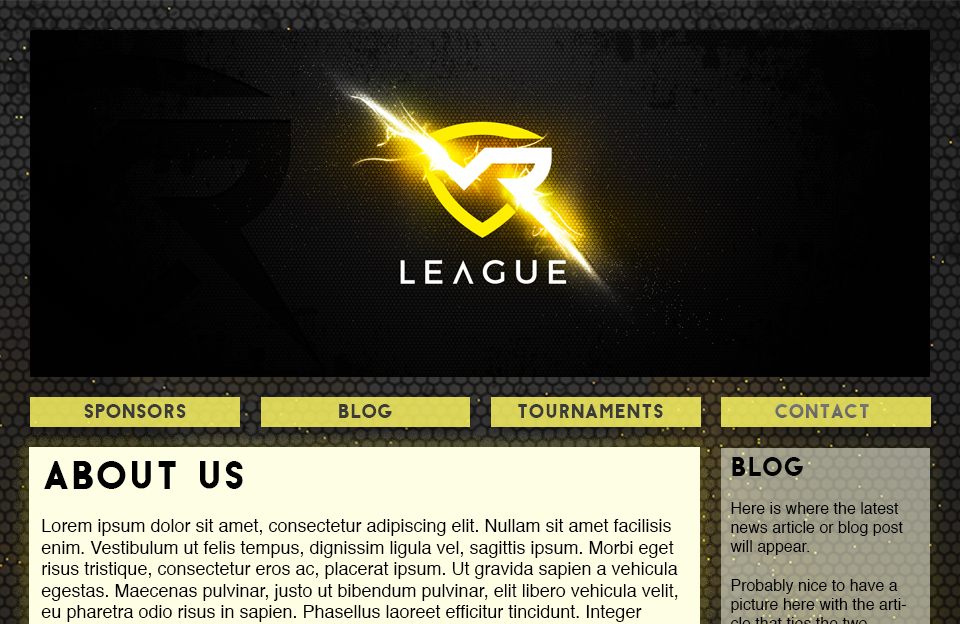 VR
LEAGUE
SPONSORS
BLOG
TOURNAMENTS
CONTACT
ABOUT US
Lorem ipsum dolor sit amet, consectetur adipiscing elit. Nullam sit amet facilisis
enim. Vestibulum ut felis tempus, dignissim ligula vel, sagittis ipsum. Morbi eget
risus tristique, consectetur eros ac, placerat ipsum. Ut gravida sapien a vehicula
egestas. Maecenas pulvinar, justo ut bibendum pulvinar, elit libero vehicula velit,
eu pharetra odio risus in sapien. Phasellus laoreet efficitur tincidunt. Integer
BLOG
Here is where the latest
news article or blog post
will appear.
Probably nice to have a
picture here with the arti-
cle that ties the two